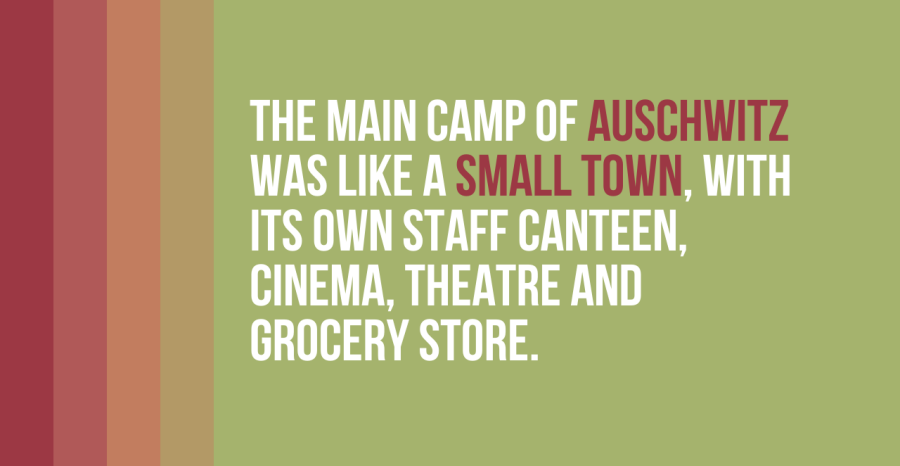 THE MAIN CAMP OF AUSCHWITZ
WAS LIKE A SMALL TOWN, WITH
ITS OWN STAFF CANTEEN,
CINEMA, THEATRE AND
GROCERY STORE.